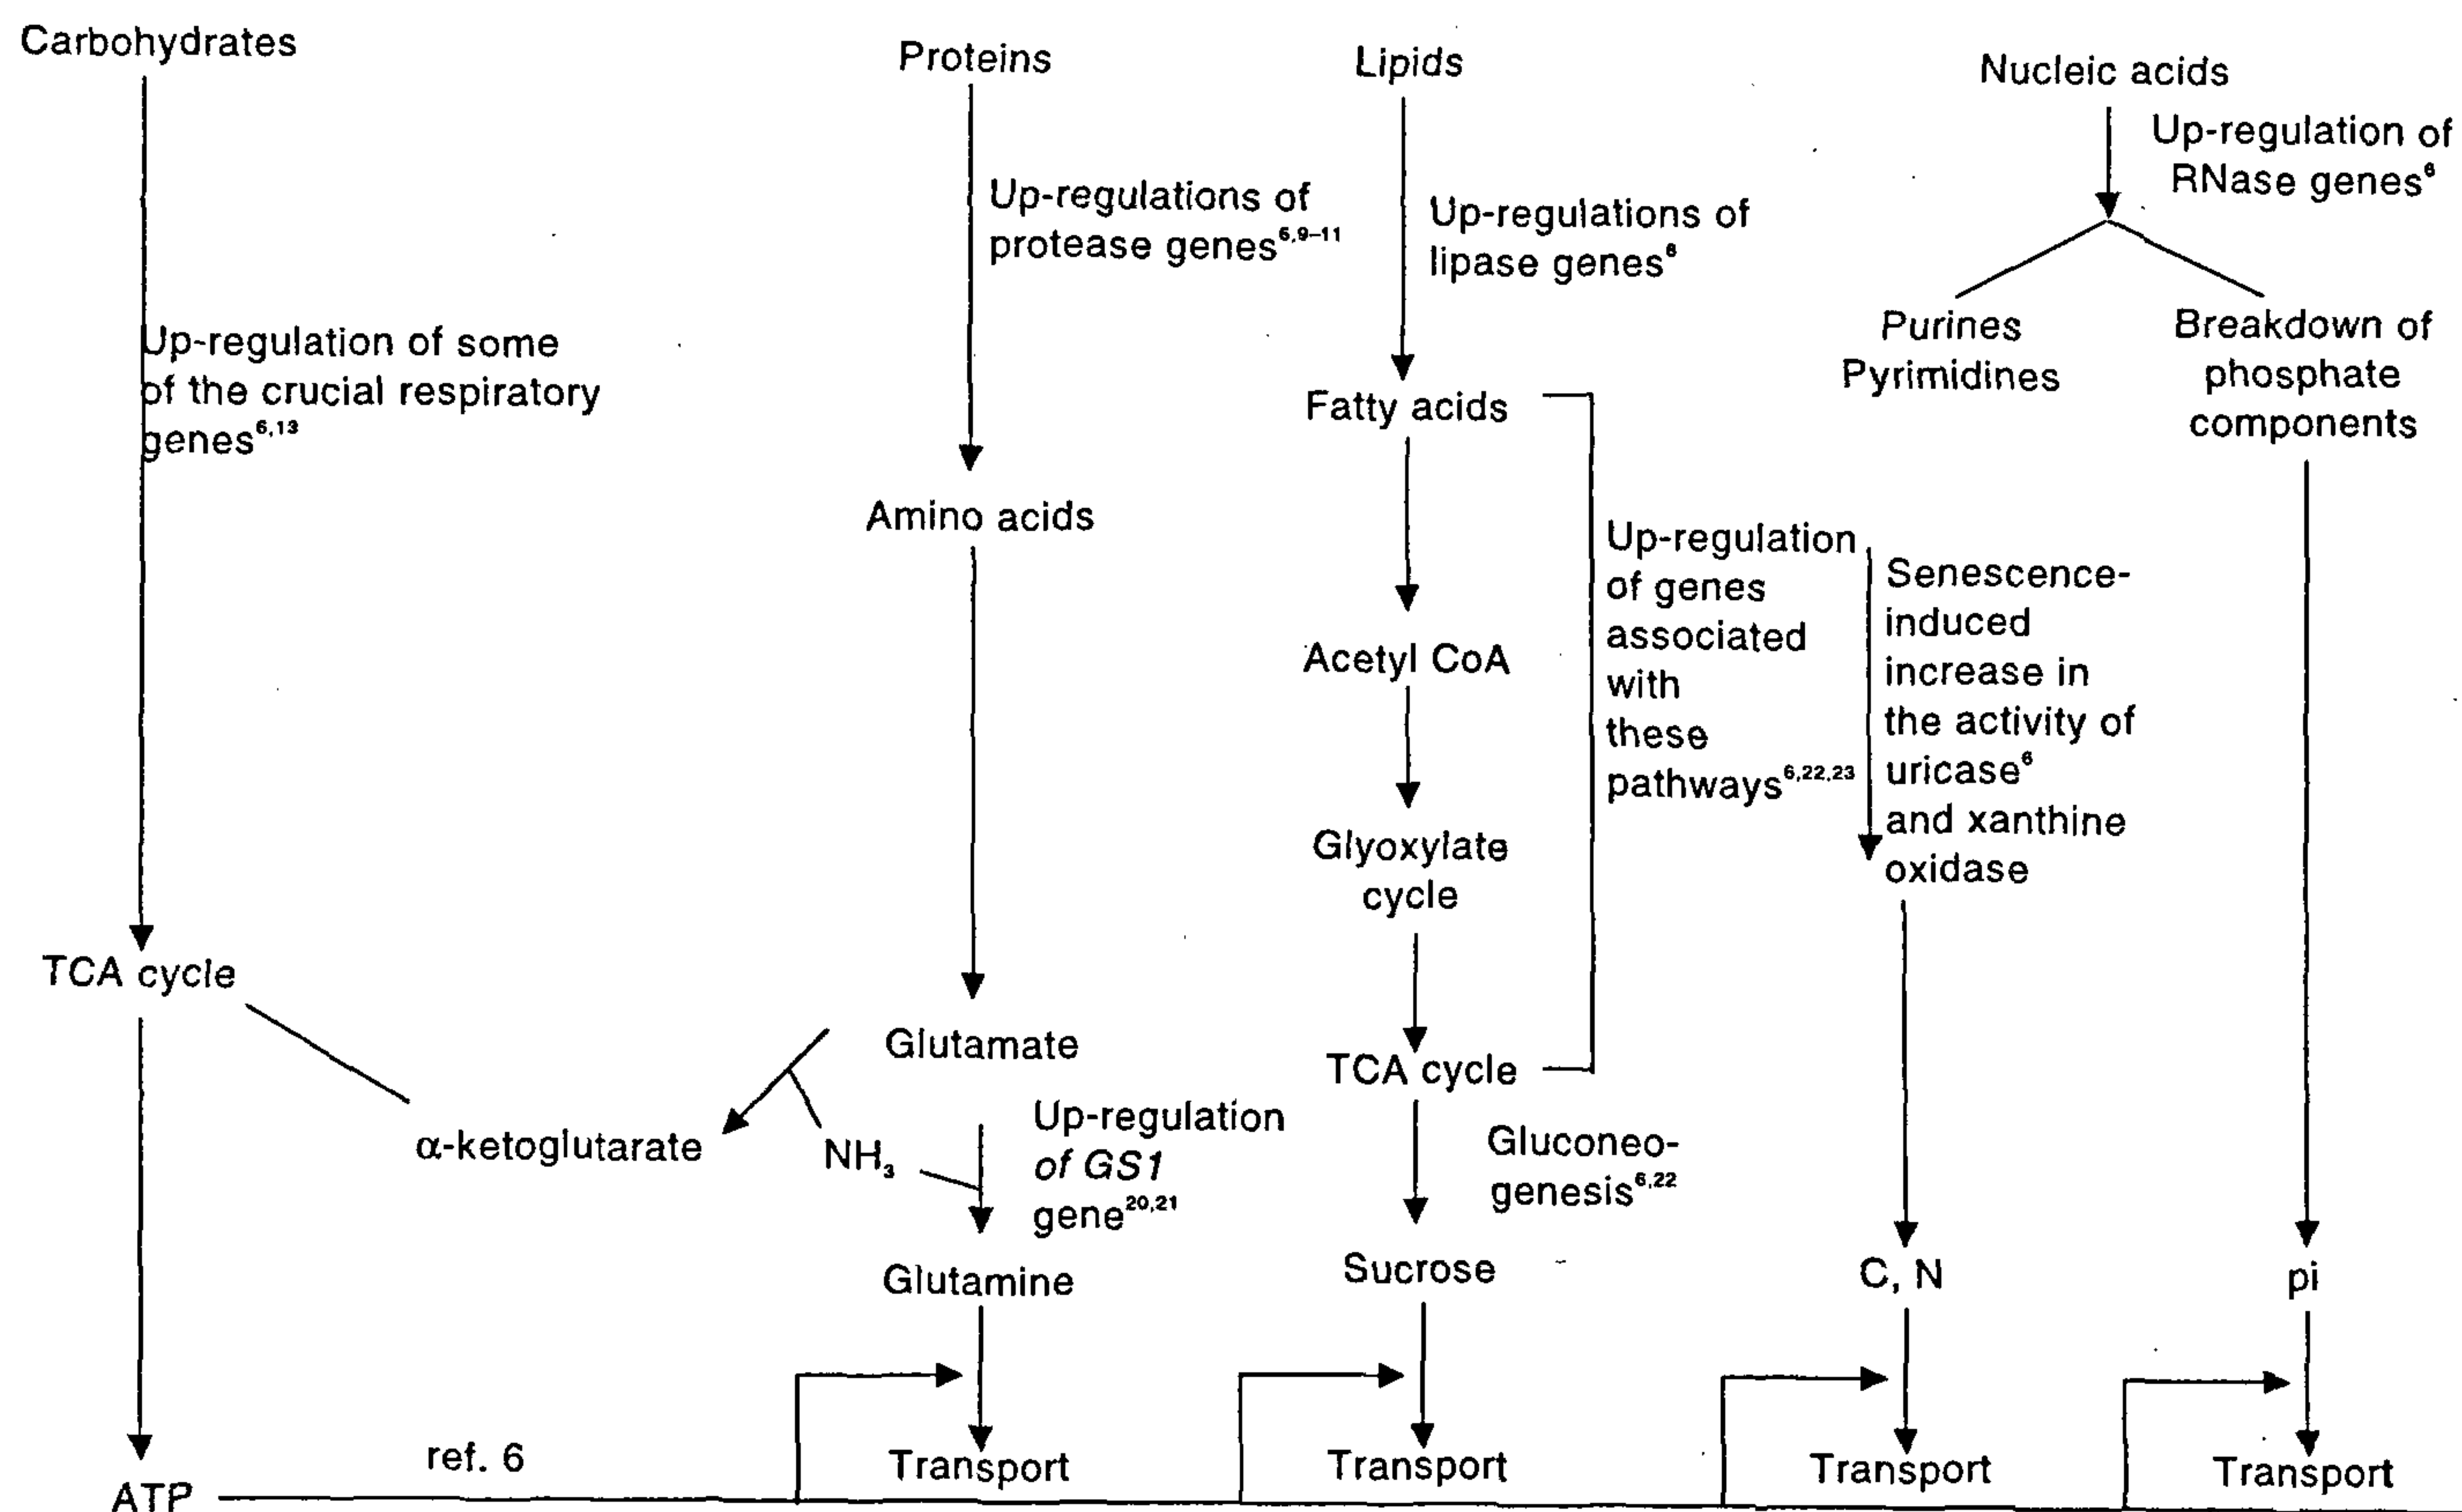 Carbohydrates
Up-regulation of some
of the crucial respiratory
genes6,13
TCA cycle
α-ketoglutarate
ATP
ref. 6
Proteins
Up-regulations of
protease genes6,9–11
Amino acids
Glutamate
NH3
Up-regulation
of GS1
gene20,21
Glutamine
Transport
Lipids
Up-regulations of
lipase genes6
Fatty acids
Acetyl CoA
Glyoxylate
cycle
TCA cycle
Up-regulation
of genes
associated
with
these
pathways6,22,23
Gluconeo-
genesis6,22
Sucrose
Transport
Nucleic acids
Up-regulation of
RNase genes6
Purines
Pyrimidines
Senescence-
induced
increase in
the activity of
uricase6
and xanthine
oxidase
C, N
Transport
Breakdown of
phosphate
components
pi
Transport